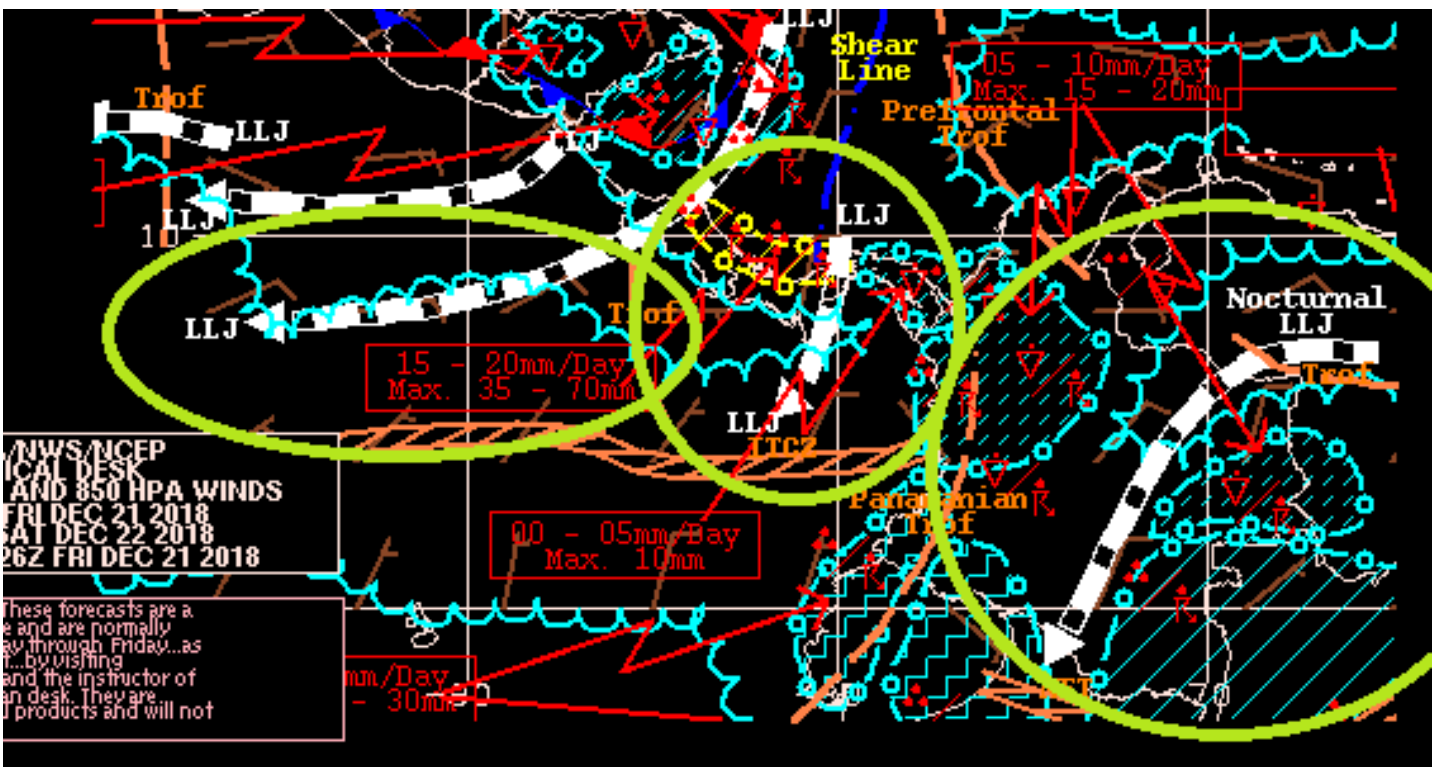 LLJ
Shear
Line
05 - 10mm/Day
Max. 15 - 20mm
Trof
Prefrontal
Trof
LLJ
LLJ
LLJ
LLJ
10
Nocturnal
LLJ
Trof
LLJ
15 - 20mm/Day
Max. 35 - 70mm
Trof
LLJ
ITCZ
/NWS/NCEP
ICAL DESK
AND 850 HPA WINDS
FRI DEC 21 2018
SAT DEC 22 2018
26Z FRI DEC 21 2018
Panamanian
Trof
00 - 05mm/Day
Max. 10mm
These forecasts are a
e and are normally
ay through Friday...as
f...by visiting
and the instructor of
an desk. They are
l products and will not
mm/Day
- 30mm